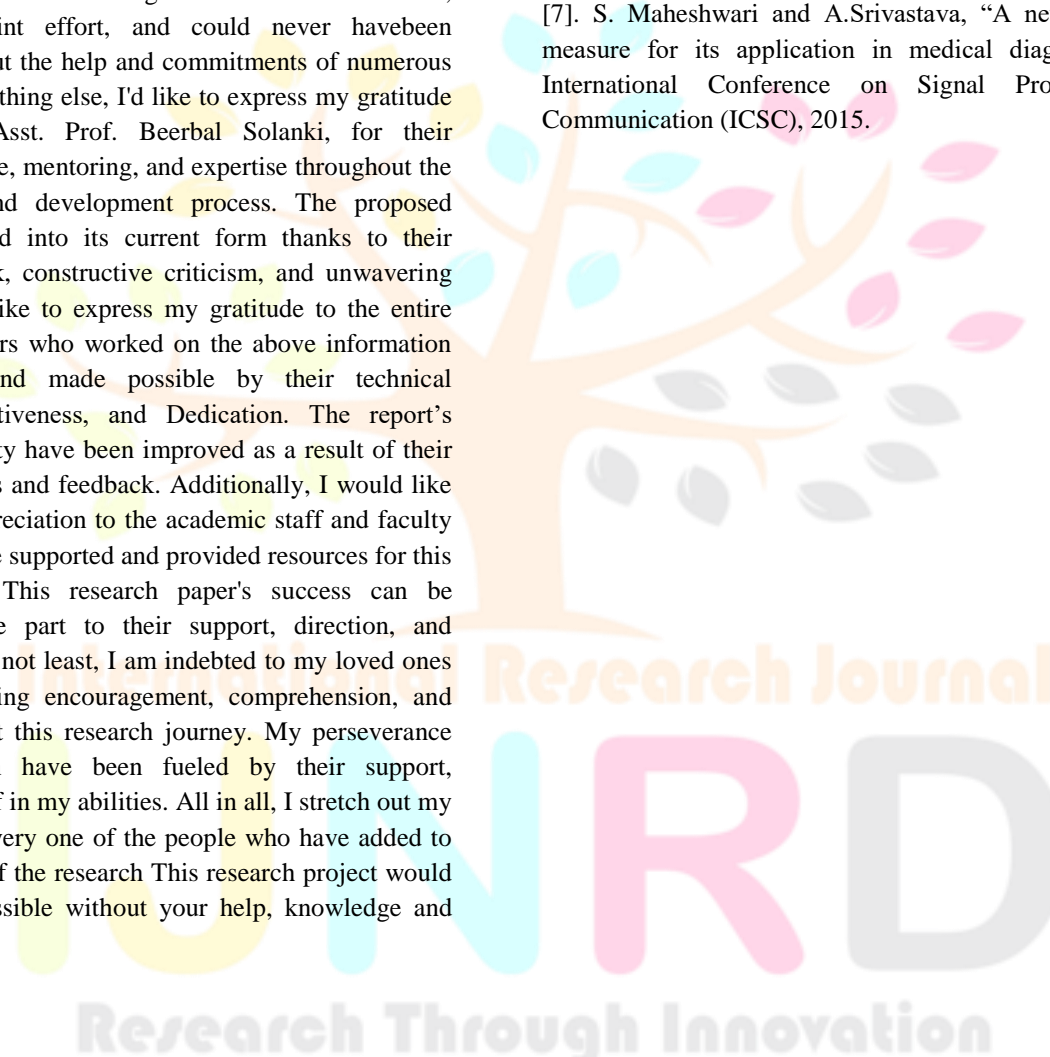 int effort, and could never havebeen
ut the help and commitments of numerous
thing else, I'd like to express my gratitude
Asst. Prof. Beerbal Solanki, for their
e, mentoring, and expertise throughout the
nd development process. The proposed
d into its current form thanks to their
k, constructive criticism, and unwavering
ike to express my gratitude to the entire
rs who worked on the above information
nd made possible by their technical
tiveness, and Dedication. The report’s
ty have been improved as a result of their
s and feedback. Additionally, I would like
reciation to the academic staff and faculty
e supported and provided resources for this
This research paper's success can be
e part to their support, direction, and
not least, I am indebted to my loved ones
ing encouragement, comprehension, and
t this research journey. My perseverance
have been fueled by their support,
f in my abilities. All in all, I stretch out my
very one of the people who have added to
f the research This research project would
ssible without your help, knowledge and
[7]. S. Maheshwari and A.Srivastava, “A ne
measure for its application in medical diag
International Conference on Signal Pro
Communication (ICSC), 2015.
International Research Journal
IJNRD
Research Through Innovation